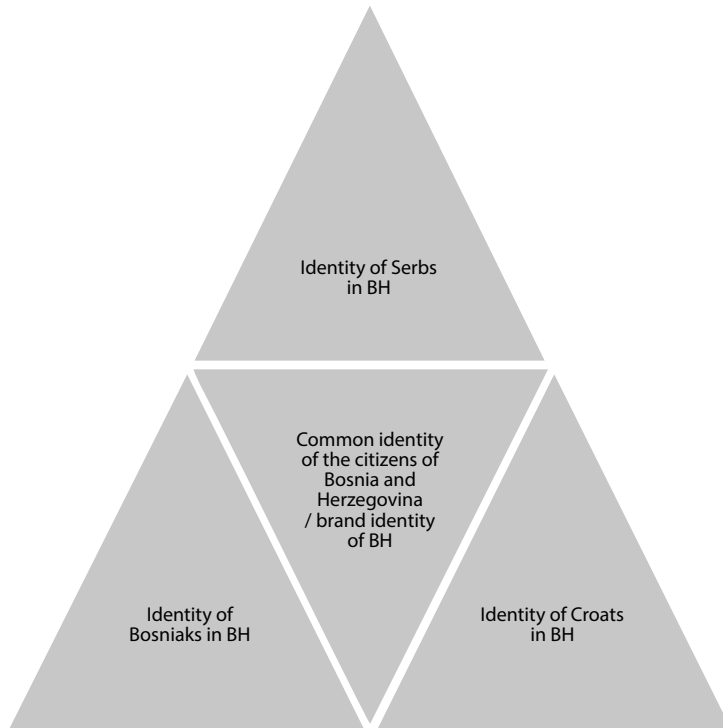 Identity of Serbs
in BH
Common identity
of the citizens of
Bosnia and
Herzegovina
/ brand identity
of BH
Identity of
Bosniaks in BH
Identity of Croats
in BH